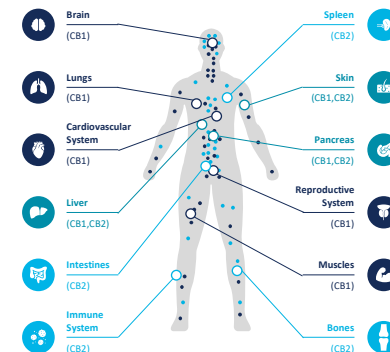 Brain
(CB1)
Lungs
(CB1)
Cardiovascular
System
(CB1)
Liver
(CB1,CB2)
Intestines
(CB2)
Immune
System
(CB2)
Spleen
(CB2)
Skin
(CB1,CB2)
Pancreas
(CB1,CB2)
Reproductive
System
(CB1)
Muscles
(CB1)
Bones
(CB2)